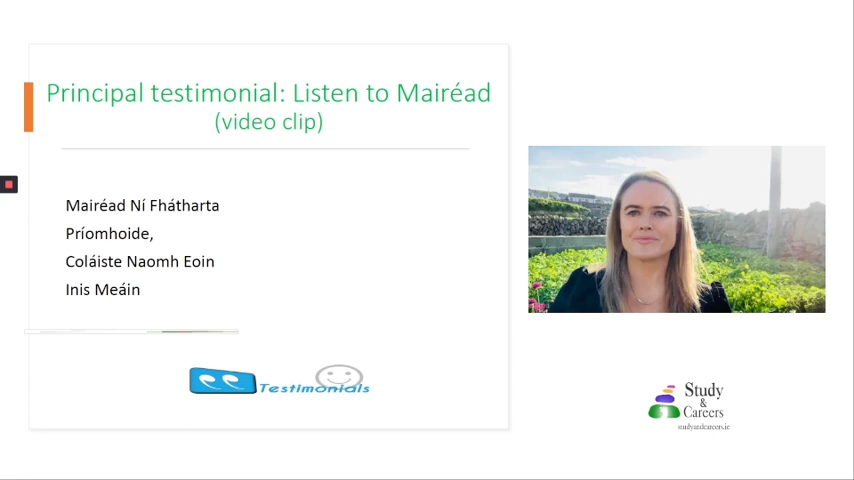 Principal testimonial: Listen to Mairéad
(video clip)
Mairéad Ní Fhátharta
Príomhoide,
Coláiste Naomh Eoin
Inis Meáin
Testimonials
Study
&
Careers
studyandcareers.ie